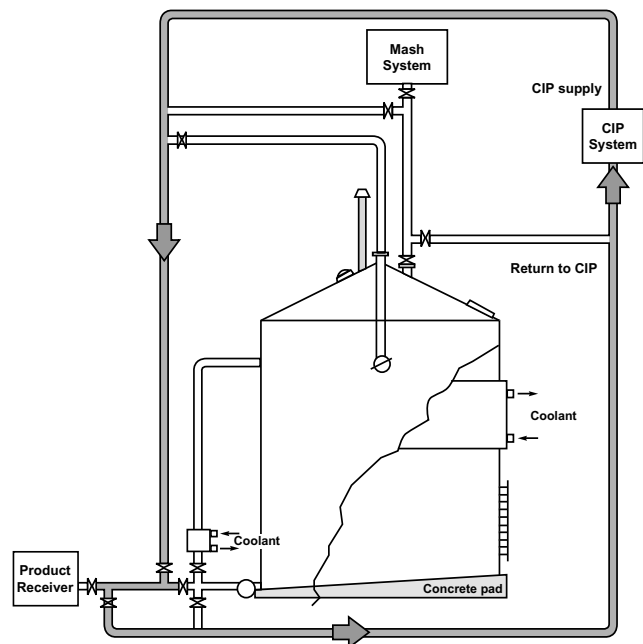 Mash
System
CIP supply
CIP
System
Return to CIP
Coolant
Coolant
Product
Receiver
Concrete pad